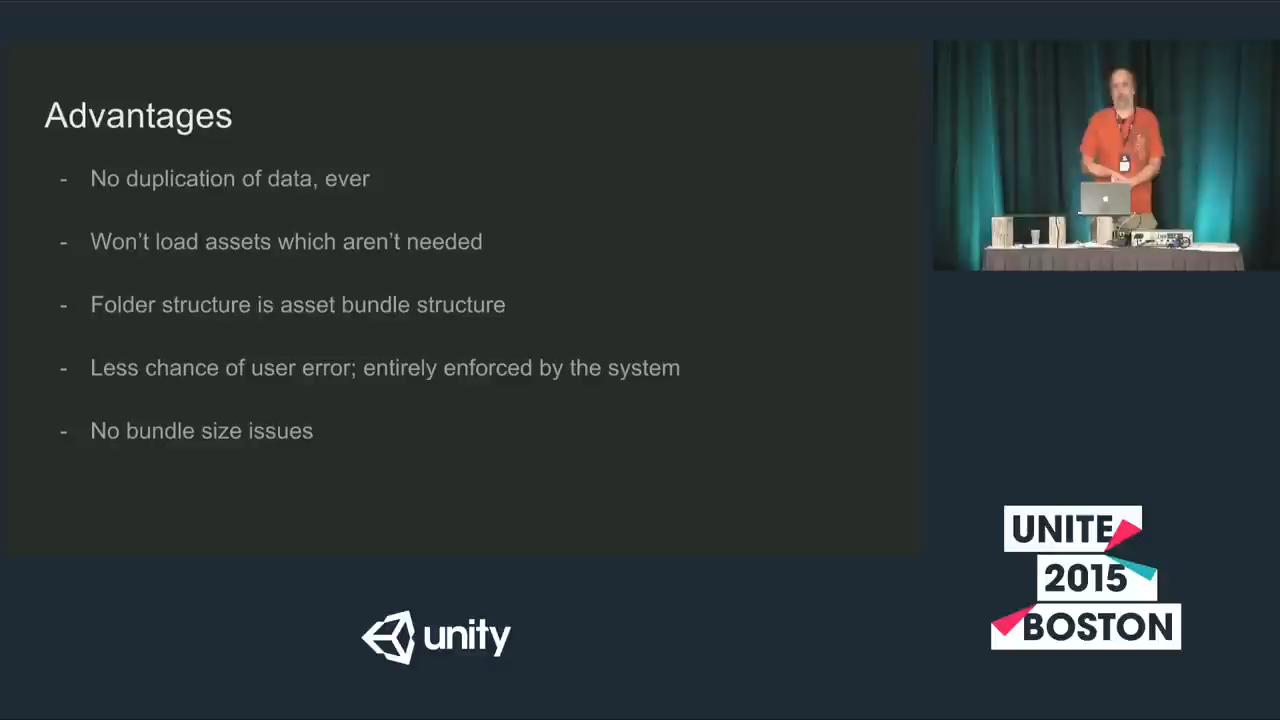 Advantages
- No duplication of data, ever
- Won't load assets which aren't needed
- Folder structure is asset bundle structure
- Less chance of user error; entirely enforced by the system
- No bundle size issues
unity
UNITE
2015
BOSTON